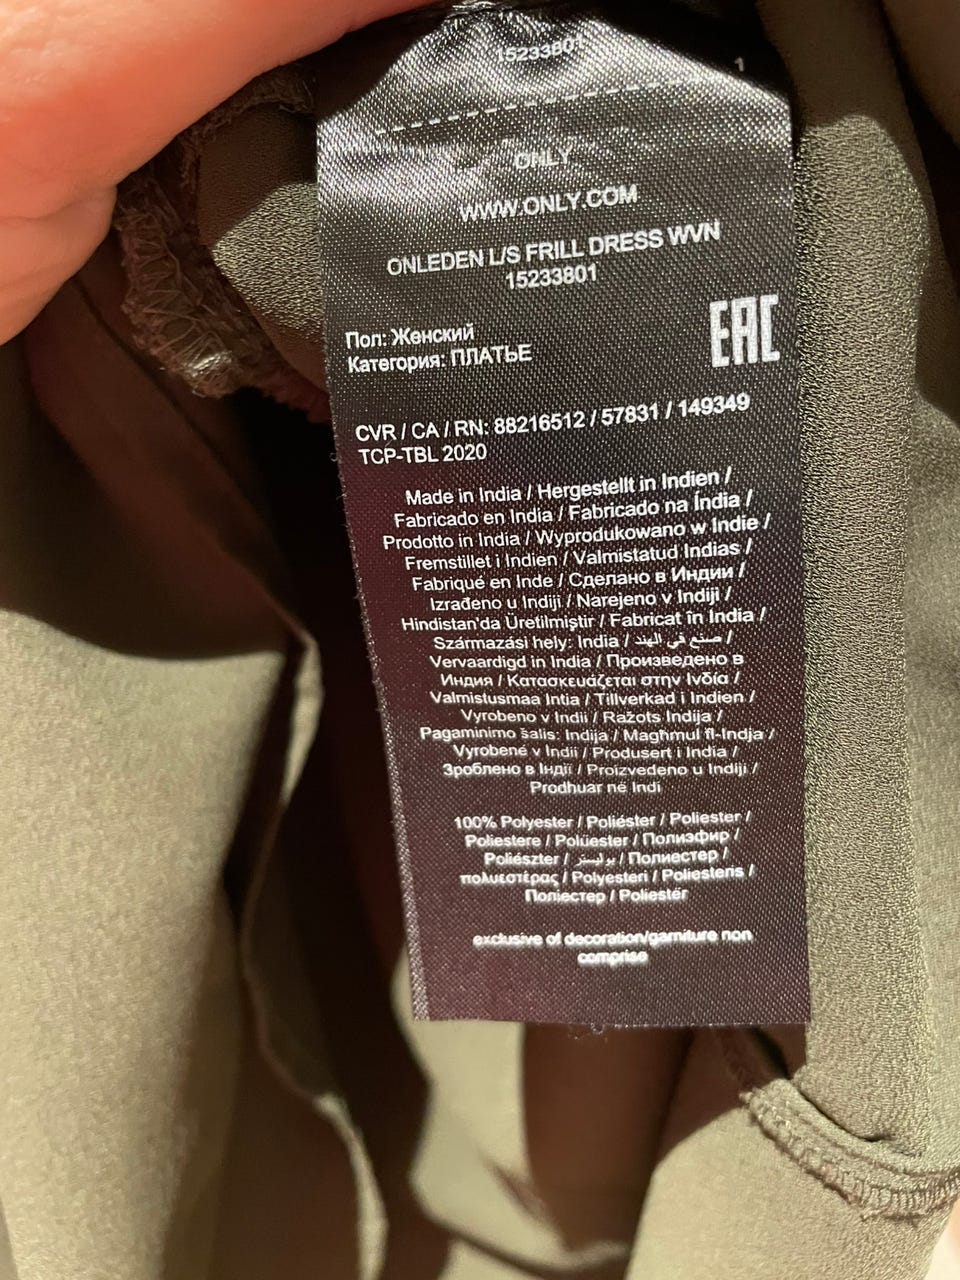 15233801
1
ONLY
WWW.ONLY.COM
ONLEDEN L/S FRILL DRESS WVN
15233801
Пол: Женский
Категория: ПЛАТЬЕ
EAC
CVR / CA / RN: 88216512 / 57831 / 149349
TCP-TBL 2020
Made in India / Hergestellt in Indien /
Fabricado en India / Fabricado na Índia /
Prodotto in India / Wyprodukowano w Indie /
Fremstillet i Indien / Valmistatud Indias /
Fabriqué en Inde / Сделано в Индии /
Izrađeno u Indiji / Narejeno v Indiji /
Hindistan'da Üretilmiştir / Fabricat în India /
Származási hely: India / صنع في الهند /
Vervaardigd in India / Произведено в
Индия / Κατασκευάζεται στην Ινδία /
Valmistusmaa Intia / Tillverkad i Indien /
Vyrobeno v Indii / Ražots Indija /
Pagaminimo šalis: Indija / Magħmul fl-Indja /
Vyrobené v Indii / Produsert i India /
Зроблено в Індії / Proizvedeno u Indiji /
Prodhuar në Indi
100% Polyester / Poliéster / Poliester /
Poliestere / Polüester / Полиэфир /
Poliészter / بوليستر / Полиестер /
πολυεστέρας / Polyesteri / Poliesteris /
Поліестер / Poliestër
exclusive of decoration/garniture non
comprise